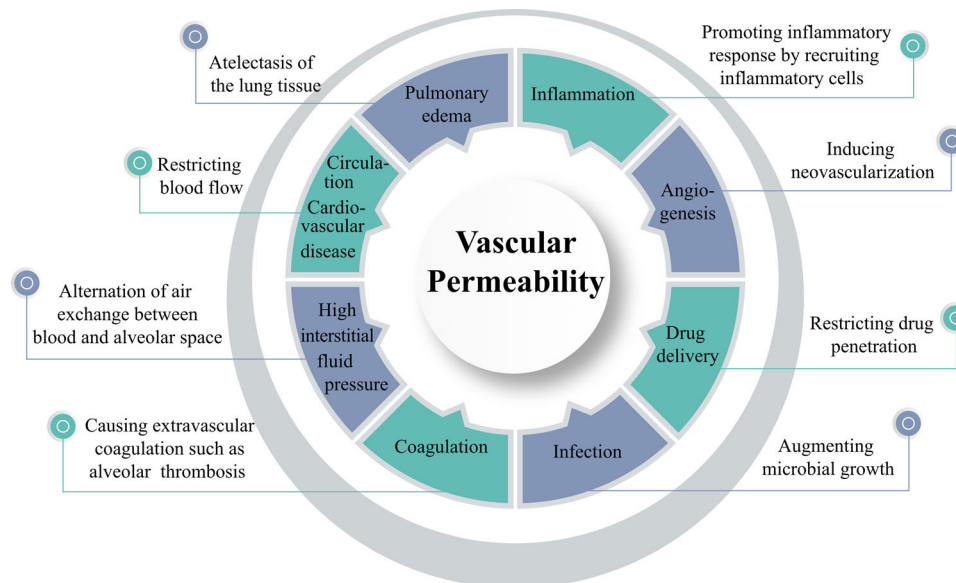 Promoting inflammatory
response by recruiting
inflammatory cells
Atelectasis of
the lung tissue
Pulmonary
edema
Inflammation
Inducing
neovascularization
Restricting
blood flow
Circula-
tion
Cardio-
vascular
disease
Angio-
genesis
Vascular
Permeability
Alternation of air
exchange between
blood and alveolar space
High
interstitial
fluid
pressure
Drug
delivery
Restricting drug
penetration
Causing extravascular
coagulation such as
alveolar thrombosis
Coagulation
Infection
Augmenting
microbial growth